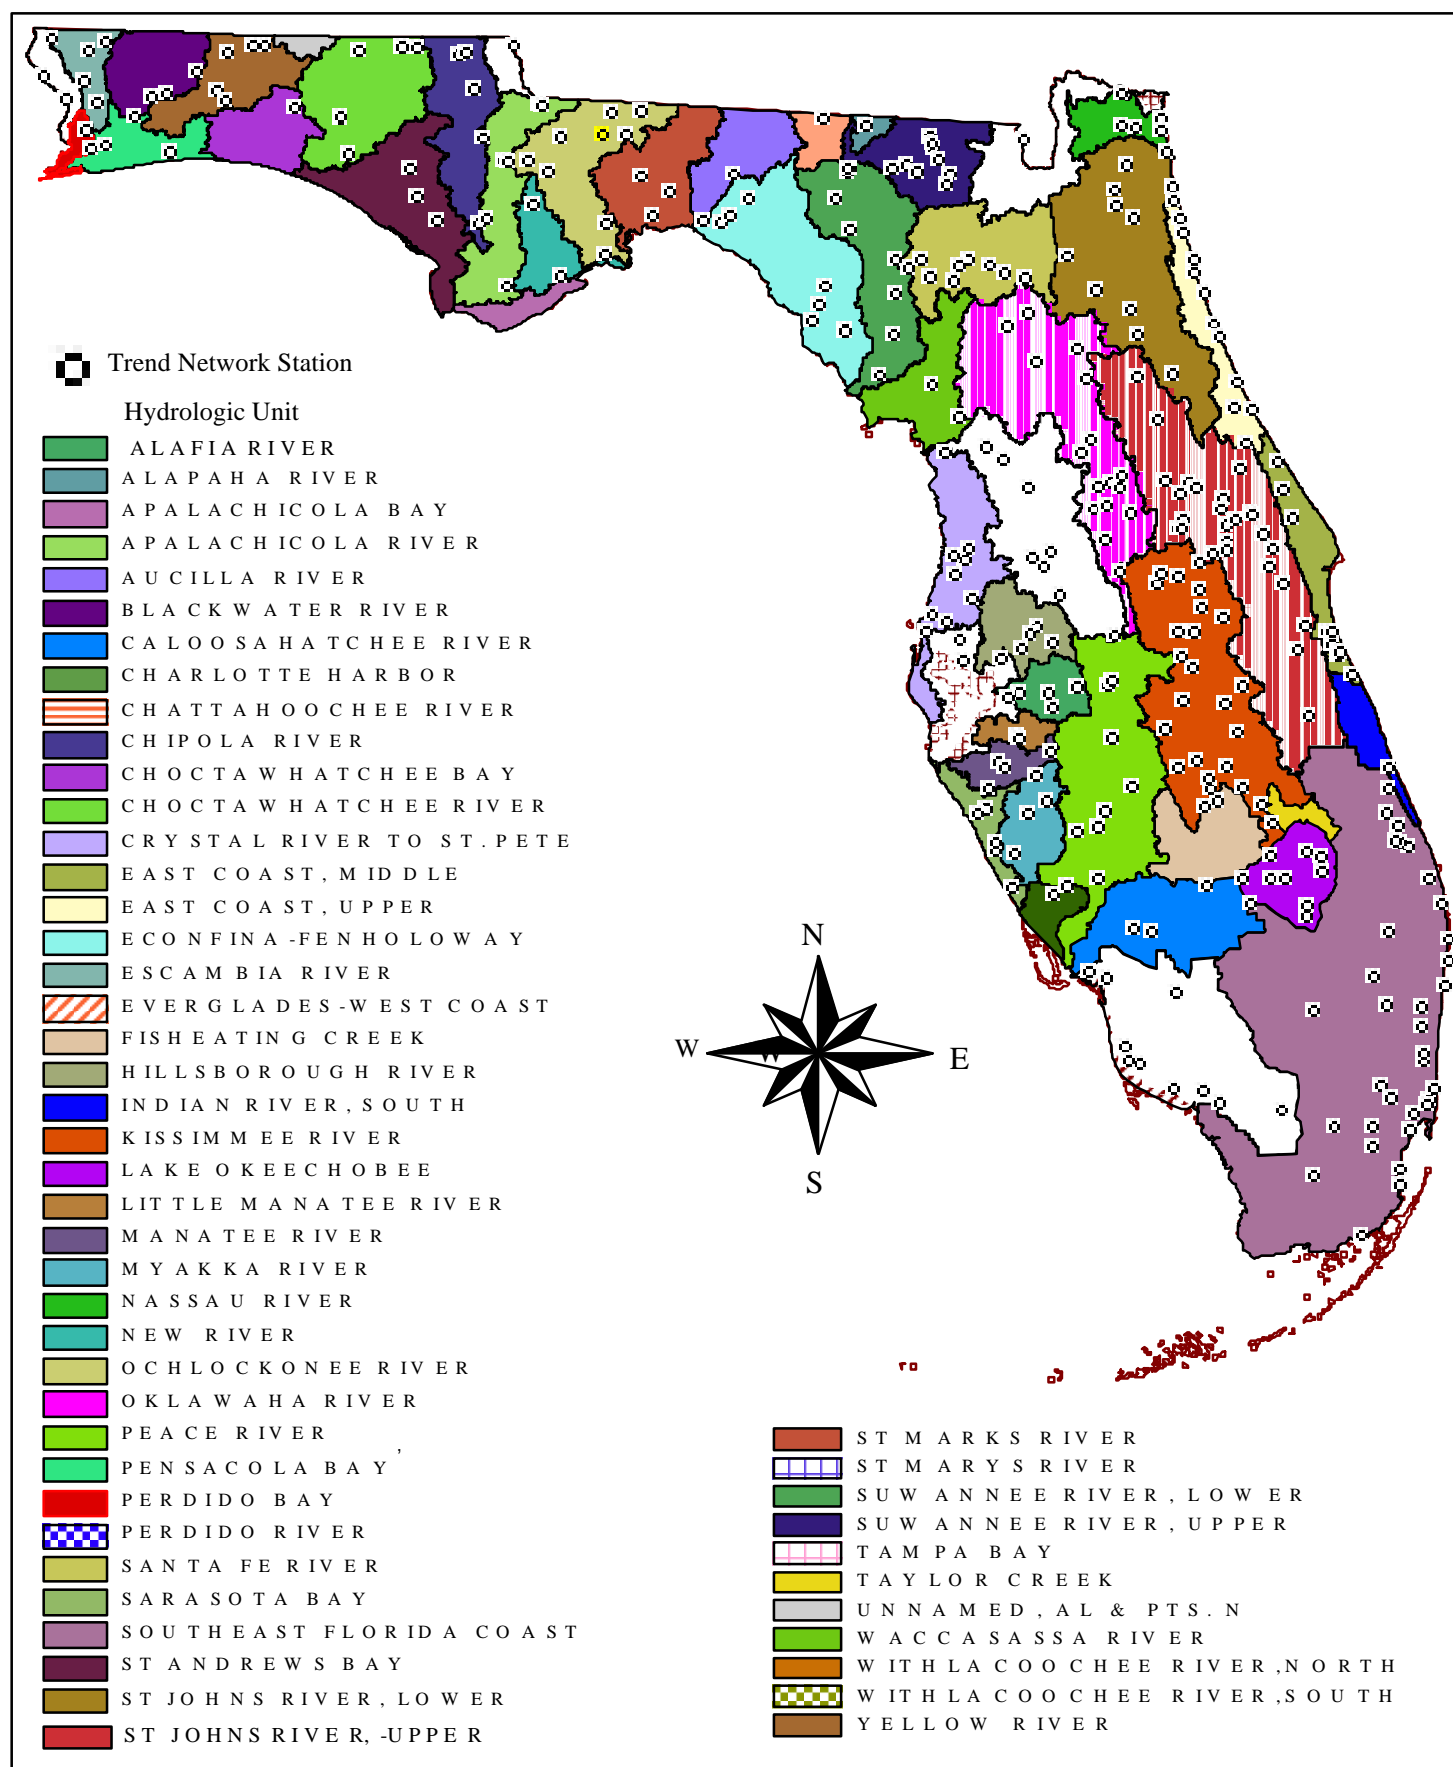 Trend Network Station
Hydrologic Unit
ALAFIA RIVER
ALAPAHA RIVER
APALACHICOLA BAY
APALACHICOLA RIVER
AUCILLA RIVER
BLACKWATER RIVER
CALOOSAHATCHEE RIVER
CHARLOTTE HARBOR
CHATTAHOOCHEE RIVER
CHIPOLA RIVER
CHOCTAWHATCHEE BAY
CHOCTAWHATCHEE RIVER
CRYSTAL RIVER TO ST.PETE
EAST COAST, MIDDLE
EAST COAST, UPPER
ECONFINA-FENHOLOWAY
ESCAMBIA RIVER
EVERGLADES-WEST COAST
FISHEATING CREEK
HILLSBOROUGH RIVER
INDIAN RIVER, SOUTH
KISSIMMEE RIVER
LAKE OKEECHOBEE
LITTLE MANATEE RIVER
MANATEE RIVER
MYAKKA RIVER
NASSAU RIVER
NEW RIVER
OCHLOCKONEE RIVER
OKLAWAHA RIVER
PEACE RIVER
,
PENSACOLA BAY
PERDIDO BAY
PERDIDO RIVER
SANTA FE RIVER
SARASOTA BAY
SOUTHEAST FLORIDA COAST
ST ANDREWS BAY
ST JOHNS RIVER, LOWER
ST JOHNS RIVER, -UPPER
N
W
W
E
S
ST MARKS RIVER
ST MARYS RIVER
SUWANNEE RIVER, LOWER
SUWANNEE RIVER, UPPER
TAMPA BAY
TAYLOR CREEK
UNNAMED, AL & PTS. N
WACCASASSA RIVER
WITHLACOOCHEE RIVER,NORTH
WITHLACOOCHEE RIVER,SOUTH
YELLOW RIVER